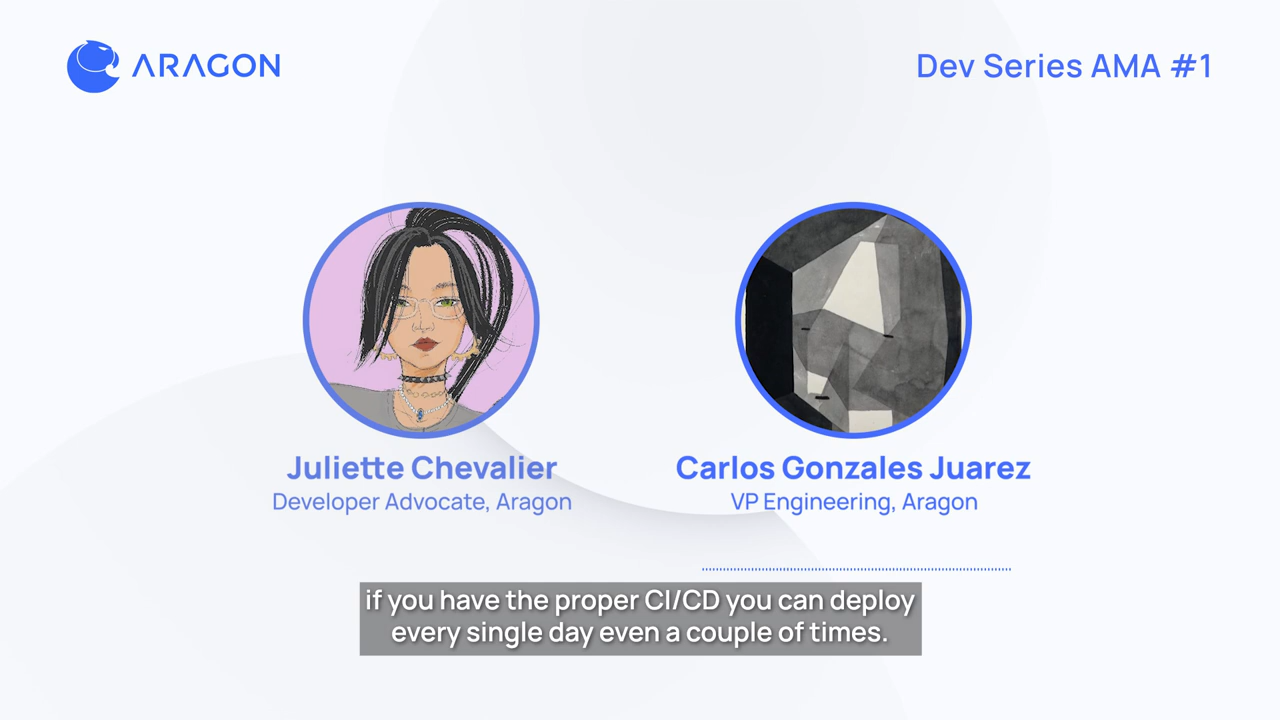 ARAGON
Dev Series AMA #1
Juliette Chevalier
Developer Advocate, Aragon
Carlos Gonzales Juarez
VP Engineering, Aragon
if you have the proper CI/CD you can deploy
every single day even a couple of times.